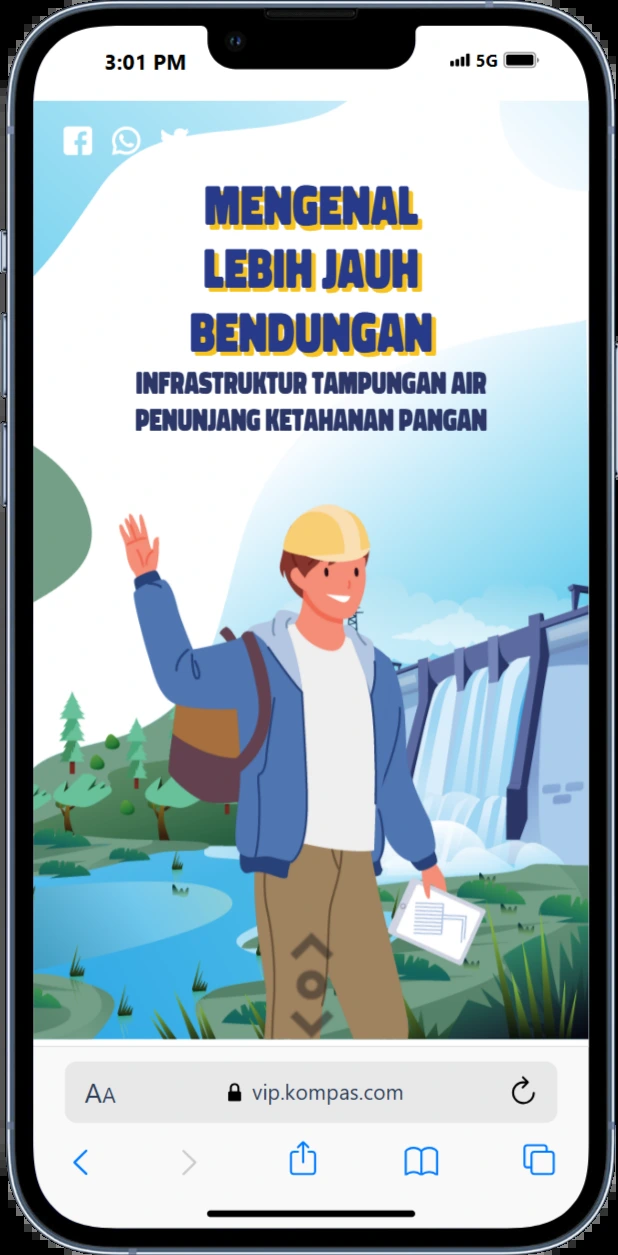 3:01 PM
5G
MENGENAL
LEBIH JAUH
BENDUNGAN
INFRASTRUKTUR TAMPUNGAN AIR
PENUNJANG KETAHANAN PANGAN
AA
vip.kompas.com